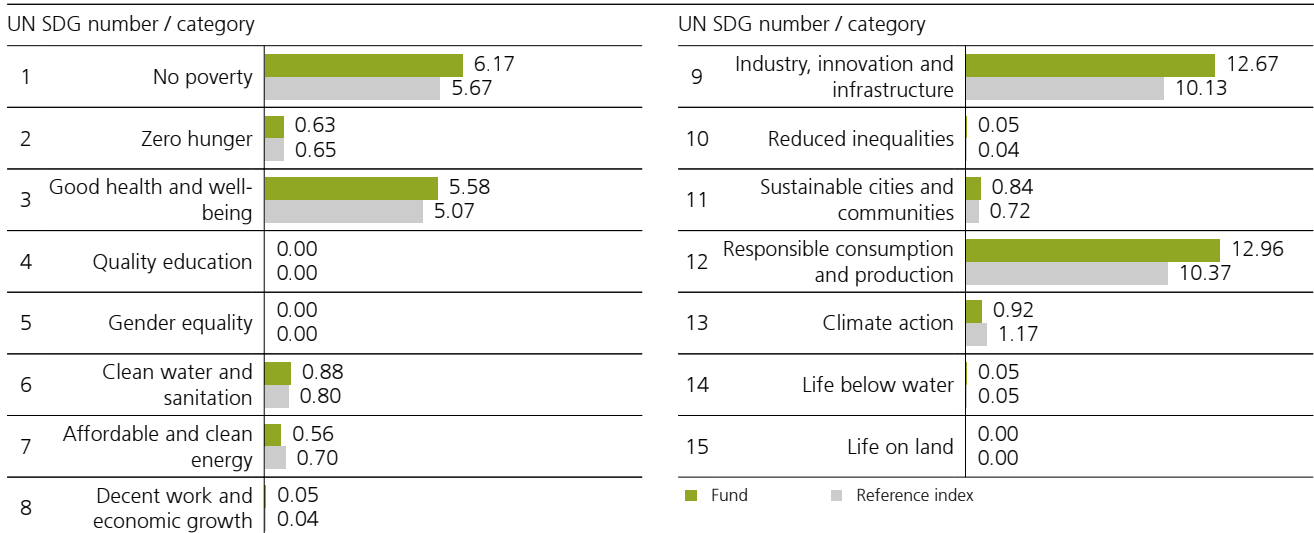 UN SDG number / category
1
No poverty
6.17
5.67
2
Zero hunger
0.63
0.65
3
Good health and well-
being
5.58
5.07
4
Quality education
0.00
0.00
5
Gender equality
0.00
0.00
6
Clean water and
sanitation
0.88
0.80
7
Affordable and clean
energy
0.56
0.70
8
Decent work and
economic growth
0.05
0.04
UN SDG number / category
9
Industry, innovation and
infrastructure
12.67
10.13
10
Reduced inequalities
0.05
0.04
11
Sustainable cities and
communities
0.84
0.72
12
Responsible consumption
and production
12.96
10.37
13
Climate action
0.92
1.17
14
Life below water
0.05
0.05
15
Life on land
0.00
0.00
Fund
Reference index